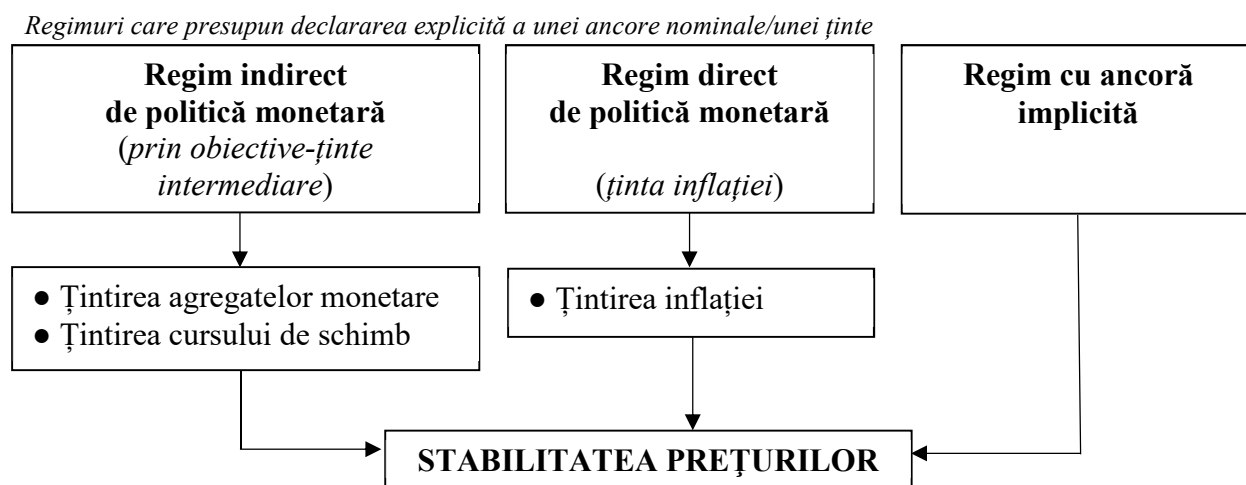 Regimuri care presupun declararea explicită a unei ancore nominale/unei ținte
Regim indirect
de politică monetară
(prin obiective-ținte
intermediare)
Regim direct
de politică monetară
(ținta inflației)
Regim cu ancoră
implicită
● Țintirea agregatelor monetare
● Țintirea cursului de schimb
● Țintirea inflației
STABILITATEA PREŢURILOR